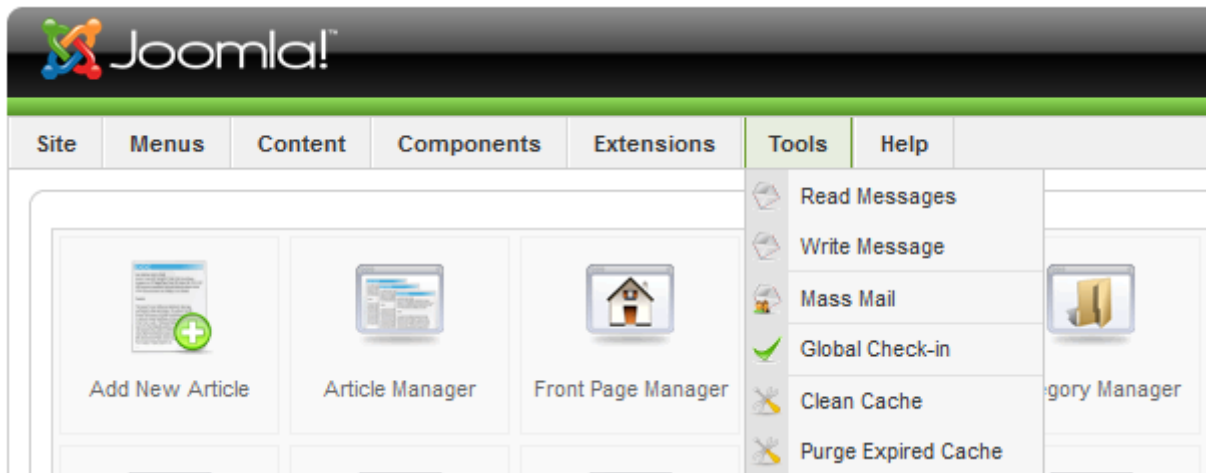 Joomla!™
Site Menus Content Components Extensions Tools Help
Read Messages
Write Message
Mass Mail
Global Check-in
Clean Cache
Purge Expired Cache
Add New Article Article Manager Front Page Manager
Manager